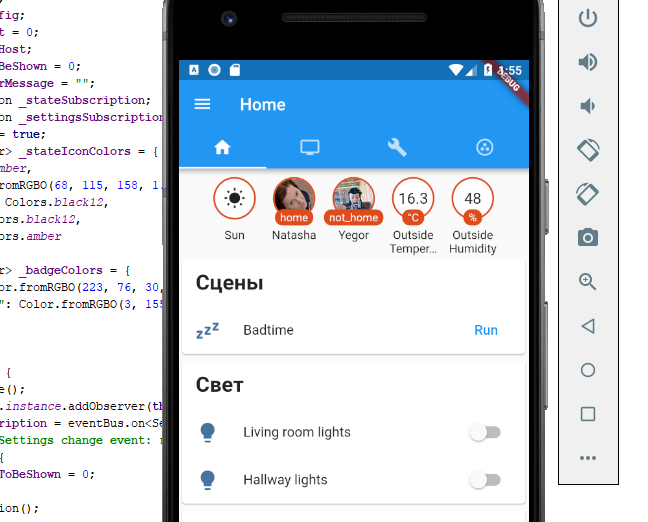 fig;
t = 0;
Host;
BeShown = 0;
rMessage = "";
on _stateSubscription;
on _settingsSubscription
= true;
r> _stateIconColors = {
mber,
romRGBO(68, 115, 158, 1.
Colors.black12,
ors.black12,
ors.amber
r> _badgeColors = {
or.fromRGBO(223, 76, 30,
": Color.fromRGBO(3, 155
{
e();
.instance.addObserver(th
ription = eventBus.on<Se
Settings change event: r
{
ToBeShown = 0;
ion();
A
1:55
DEBUG
Home
Sun
home
Natasha
not_home
Yegor
16.3
°C
Outside
Temper...
48
%
Outside
Humidity
Сцены
zzz
Badtime
Run
Свет
Living room lights
Hallway lights